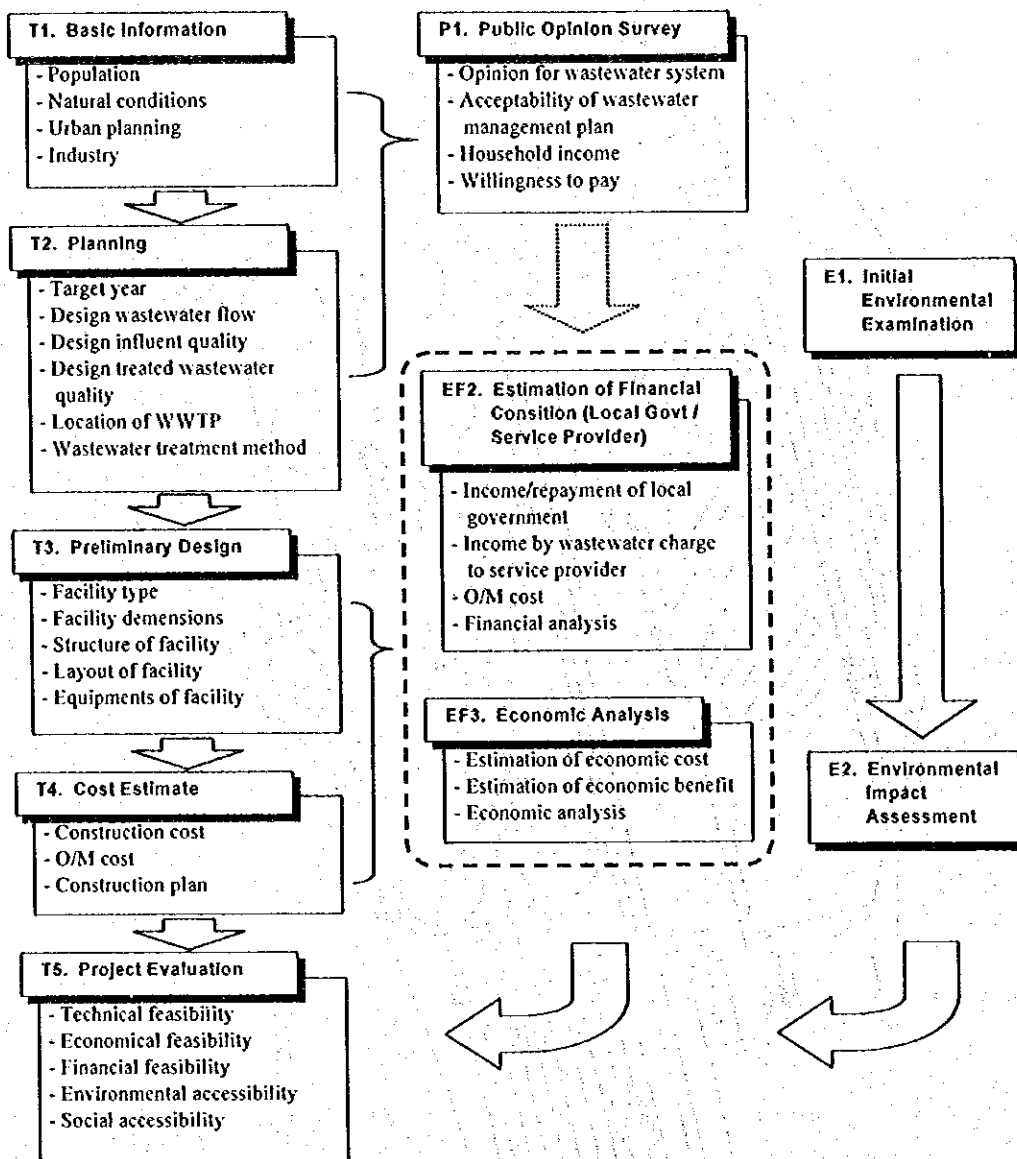 T1. Basic Information
- Population
- Natural conditions
- Urban planning
- Industry
T2. Planning
- Target year
- Design wastewater flow
- Design influent quality
- Design treated wastewater
quality
- Location of WWTP
- Wastewater treatment method
T3. Preliminary Design
- Facility type
- Facility demensions
- Structure of facility
- Layout of facility
- Equipments of facility
T4. Cost Estimate
- Construction cost
- O/M cost
- Construction plan
T5. Project Evaluation
- Technical feasibility
- Economical feasibility
- Financial feasibility
- Environmental accessibility
- Social accessibility
P1. Public Opinion Survey
- Opinion for wastewater system
- Acceptability of wastewater
management plan
- Household income
- Willingness to pay
EF2. Estimation of Financial
Consition (Local Govt /
Service Provider)
- Income/repayment of local
government
- Income by wastewater charge
to service provider
- O/M cost
- Financial analysis
EF3. Economic Analysis
- Estimation of economic cost
- Estimation of economic benefit
- Economic analysis
E1. Initial
Environmental
Examination
E2. Environmental
Impact
Assessment